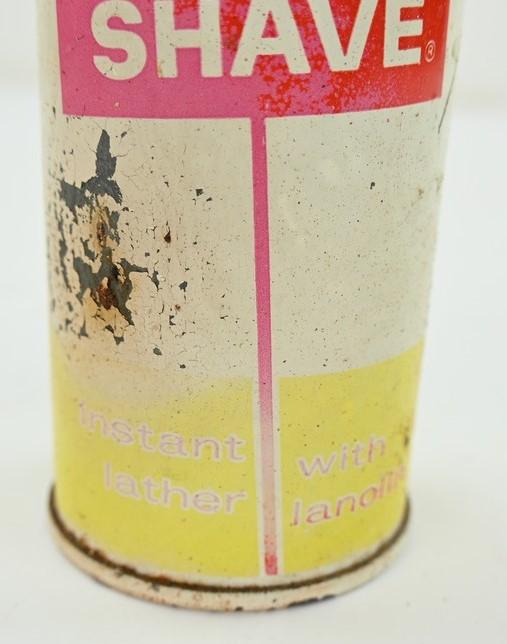 SHAVE®
instant
lather
with
lanolin